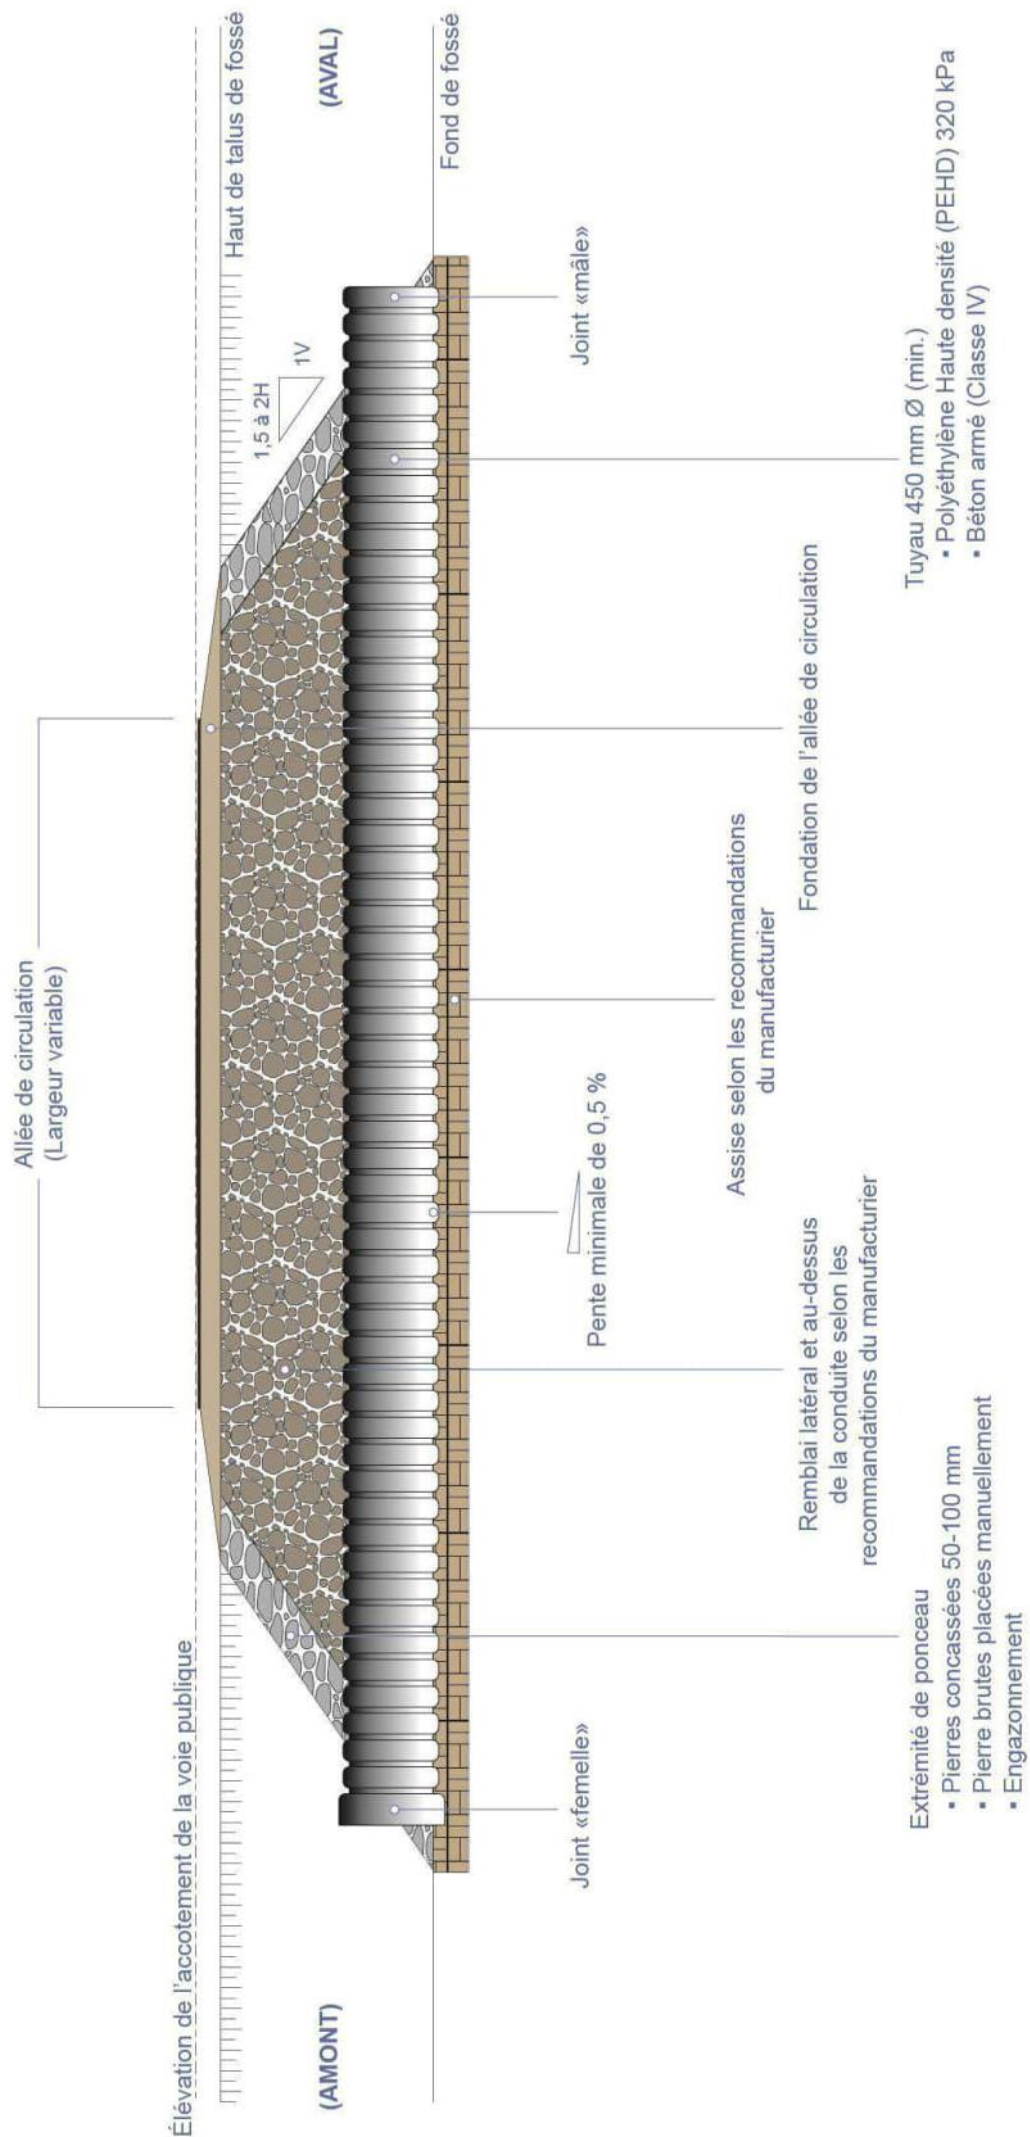 Allée de circulation
(Largeur variable)
Élévation de l'accotement de la voie publique
Haut de talus de fossé
(AMONT)
(AVAL)
1,5 à 2H
1V
Fond de fossé
Joint «femelle»
Pente minimale de 0,5 %
Joint «mâle»
Assise selon les recommandations
du manufacturier
Remblai latéral et au-dessus
de la conduite selon les
recommandations du manufacturier
Fondation de l'allée de circulation
Extrémité de ponceau
▪ Pierres concassées 50-100 mm
▪ Pierre brutes placées manuellement
▪ Engazonnement
Tuyau 450 mm Ø (min.)
▪ Polyéthylène Haute densité (PEHD) 320 kPa
▪ Béton armé (Classe IV)